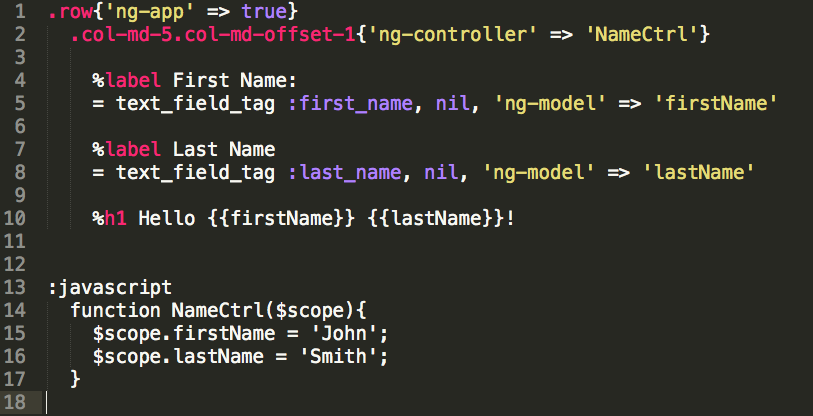 1 .row{'ng-app' => true}
2   .col-md-5.col-md-offset-1{'ng-controller' => 'NameCtrl'}
3
4     %label First Name:
5     = text_field_tag :first_name, nil, 'ng-model' => 'firstName'
6
7     %label Last Name
8     = text_field_tag :last_name, nil, 'ng-model' => 'lastName'
9
10     %h1 Hello {{firstName}} {{lastName}}!
11
12
13 :javascript
14   function NameCtrl($scope){
15     $scope.firstName = 'John';
16     $scope.lastName = 'Smith';
17   }
18